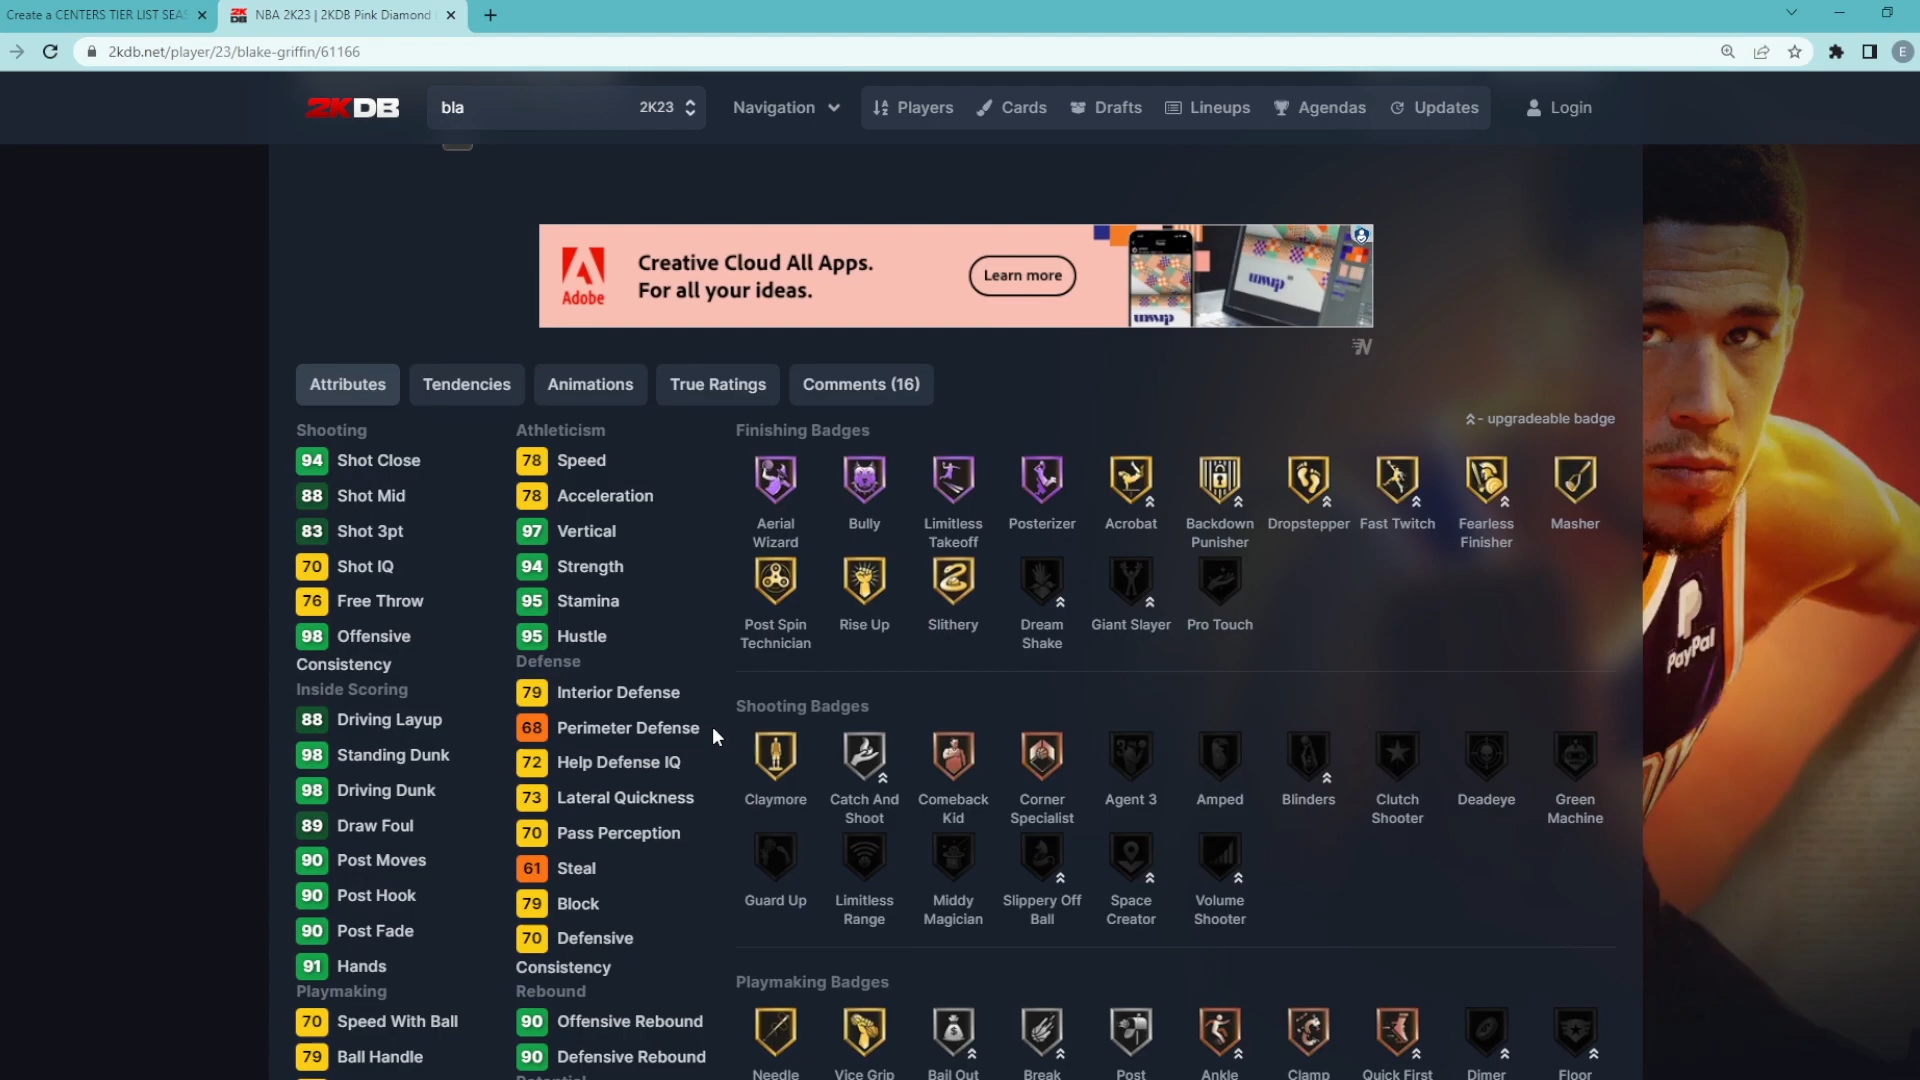 Create a CENTERS TIER LIST SEAS
NBA 2K23 | 2KDB Pink Diamond
2kdb.net/player/23/blake-griffin/61166
E
2KDB
bla
2K23
Navigation
Players
Cards
Drafts
Lineups
Agendas
Updates
Login
Adobe
Creative Cloud All Apps.
For all your ideas.
Learn more
Attributes
Tendencies
Animations
True Ratings
Comments (16)
- upgradeable badge
Shooting
94 Shot Close
88 Shot Mid
83 Shot 3pt
70 Shot IQ
76 Free Throw
98 Offensive
Consistency
Inside Scoring
88 Driving Layup
98 Standing Dunk
98 Driving Dunk
89 Draw Foul
90 Post Moves
90 Post Hook
90 Post Fade
91 Hands
Playmaking
70 Speed With Ball
79 Ball Handle
Athleticism
78 Speed
78 Acceleration
97 Vertical
94 Strength
95 Stamina
95 Hustle
Defense
79 Interior Defense
68 Perimeter Defense
72 Help Defense IQ
73 Lateral Quickness
70 Pass Perception
61 Steal
79 Block
70 Defensive
Consistency
Rebound
90 Offensive Rebound
90 Defensive Rebound
Potential
Finishing Badges
Aerial
Wizard
Bully
Limitless
Takeoff
Posterizer
Acrobat
Backdown
Punisher
Dropstepper
Fast Twitch
Fearless
Finisher
Masher
Post Spin
Technician
Rise Up
Slithery
Dream
Shake
Giant Slayer
Pro Touch
Shooting Badges
Claymore
Catch And
Shoot
Comeback
Kid
Corner
Specialist
Agent 3
Amped
Blinders
Clutch
Shooter
Deadeye
Green
Machine
Guard Up
Limitless
Range
Middy
Magician
Slippery Off
Ball
Space
Creator
Volume
Shooter
Playmaking Badges
Needle
Vice Grip
Bail Out
Break
Post
Ankle
Clamp
Quick First
Dimer
Floor
PayPal